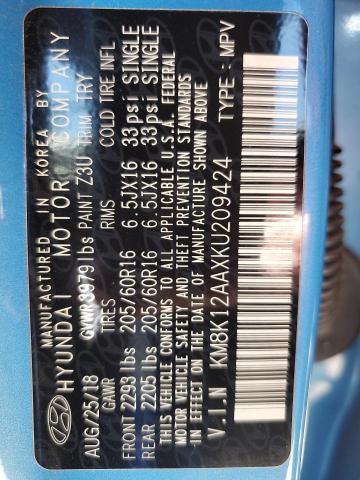 MANUFACTURED IN KOREA BY
HYUNDAI MOTOR COMPANY
AUG/25/18 GVWR 3979 lbs PAINT Z3U TRIM TRY
GAWR TIRES RIMS COLD TIRE INFL.
FRONT 2293 lbs 205/60R16 6.5JX16 33psi SINGLE
REAR 2205 lbs 205/60R16 6.5JX16 33psi SINGLE
THIS VEHICLE CONFORMS TO ALL APPLICABLE U.S.A. FEDERAL
MOTOR VEHICLE SAFETY AND THEFT PREVENTION STANDARDS
IN EFFECT ON THE DATE OF MANUFACTURE SHOWN ABOVE
V.I.N KM8K12AAXKU209424 TYPE : MPV